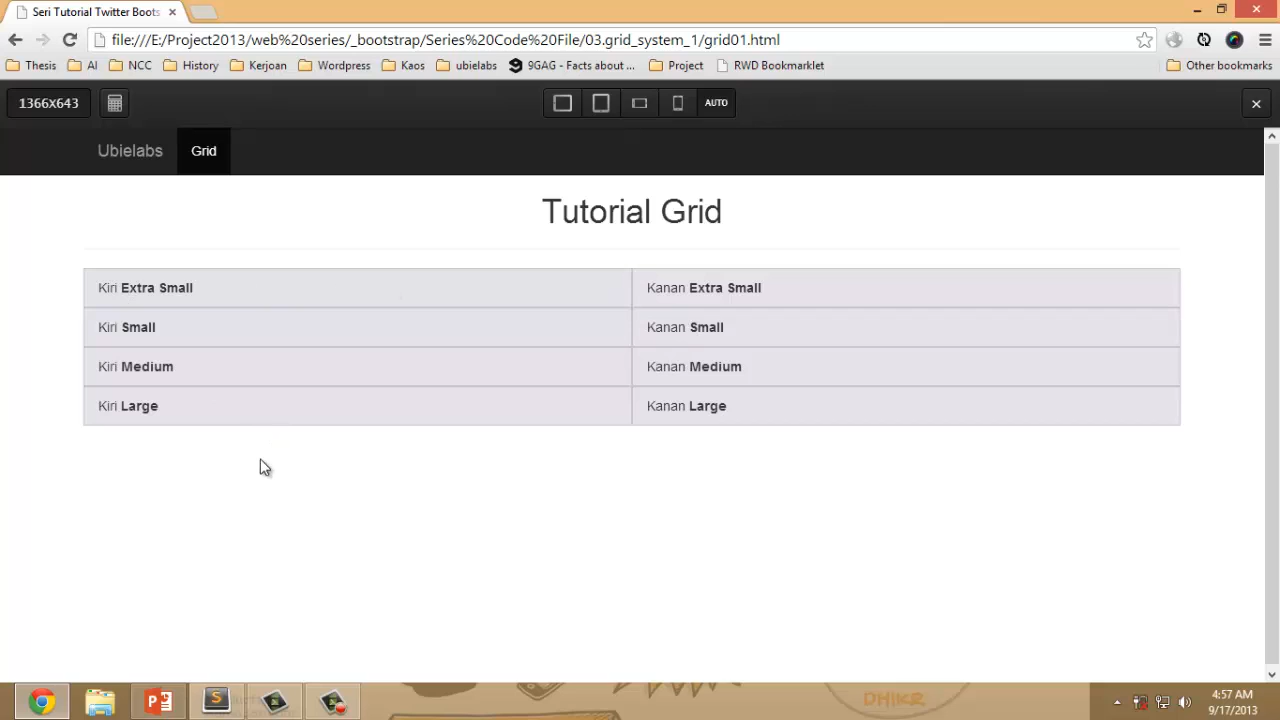 Seri Tutorial Twitter Boots
file:///E:/Project2013/web%20series/_bootstrap/Series%20Code%20File/03.grid_system_1/grid01.html
Thesis AI NCC History Kerjoan Wordpress Kaos ubielabs 9GAG - Facts about ... Project RWD Bookmarklet Other bookmarks
1366X643 AUTO
Ubielabs Grid
Tutorial Grid
Kiri Extra Small Kanan Extra Small
Kiri Small Kanan Small
Kiri Medium Kanan Medium
Kiri Large Kanan Large
DHIKR
4:57 AM
9/17/2013